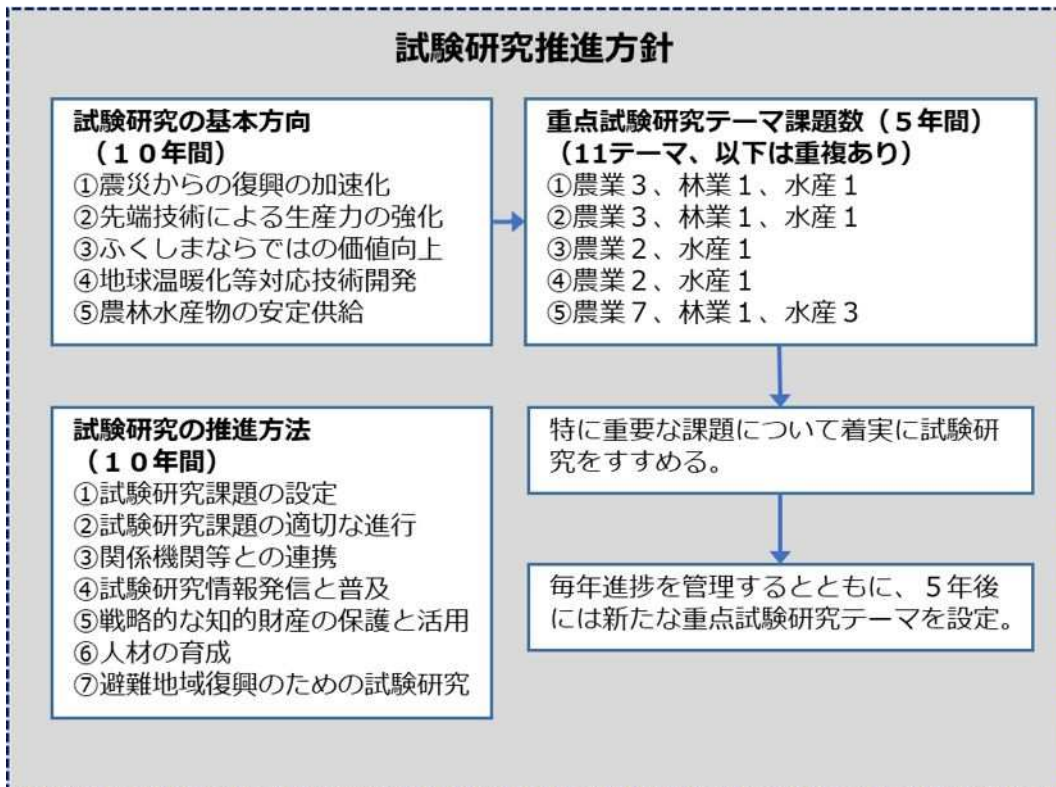 試験研究推進方針
試験研究の基本方向
(10年間)
①震災からの復興の加速化
②先端技術による生産力の強化
③ふくしまならではの価値向上
④地球温暖化等対応技術開発
⑤農林水産物の安定供給
重点試験研究テーマ課題数（5年間）
（11テーマ、以下は重複あり）
①農業3、林業1、水産1
②農業3、林業1、水産1
③農業2、水産1
④農業2、水産1
⑤農業7、林業1、水産3
試験研究の推進方法
（10年間）
①試験研究課題の設定
②試験研究課題の適切な進行
③関係機関等との連携
④試験研究情報発信と普及
⑤戦略的な知的財産の保護と活用
⑥人材の育成
⑦避難地域復興のための試験研究
特に重要な課題について着実に試験研
究をすすめる。
毎年進捗を管理するとともに、5年後
には新たな重点試験研究テーマを設定。